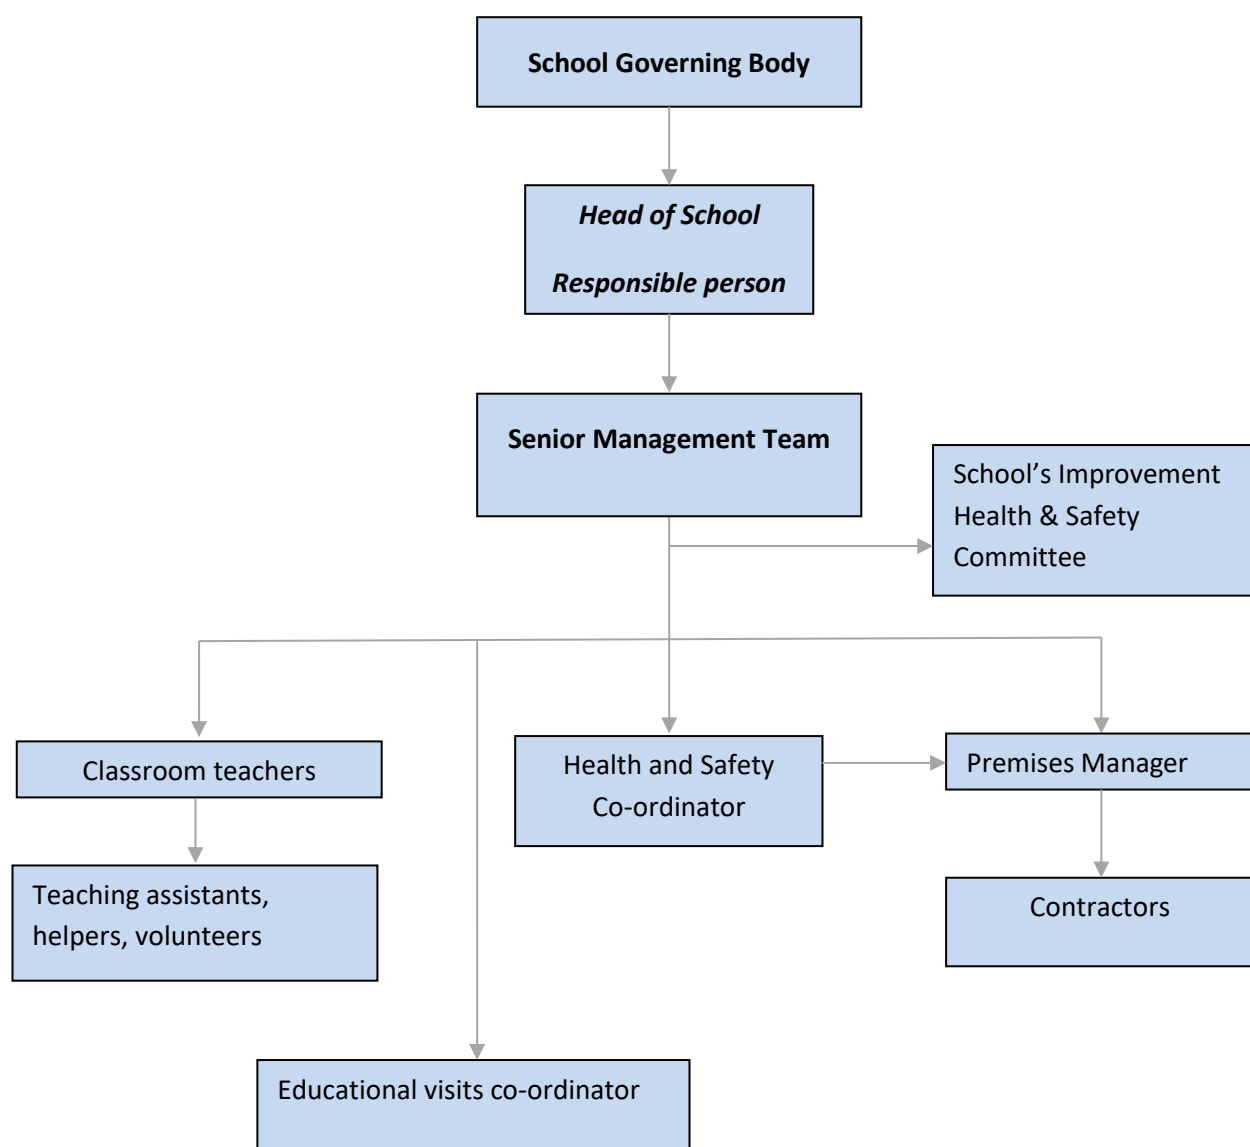 School Governing Body
Head of School
Responsible person
Senior Management Team
School’s Improvement
Health & Safety
Committee
Classroom teachers
Health and Safety
Co-ordinator
Premises Manager
Teaching assistants,
helpers, volunteers
Contractors
Educational visits co-ordinator